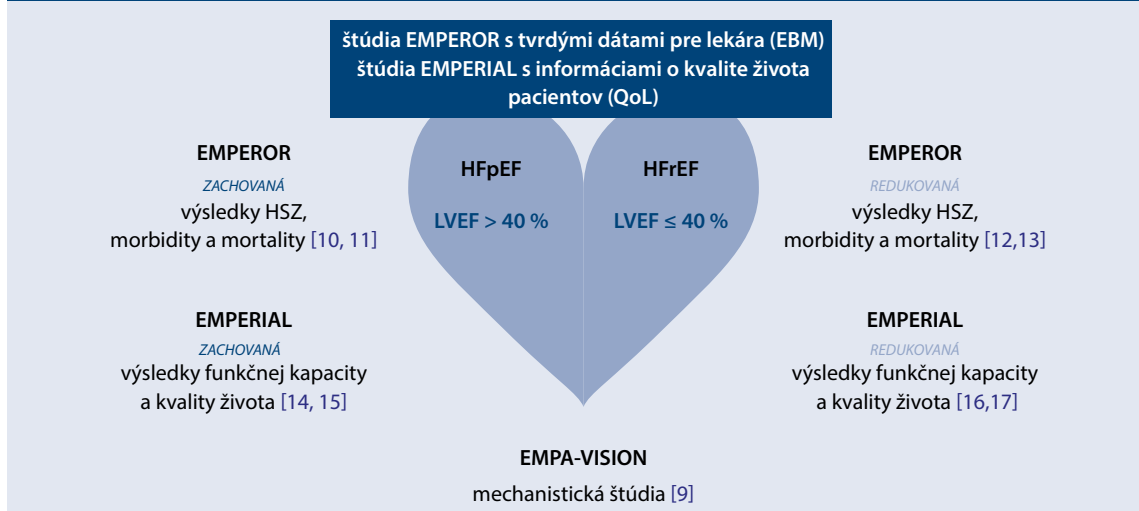 štúdia EMPEROR s tvrdými dátami pre lekára (EBM)
štúdia EMPERIAL s informáciami o kvalite života
pacientov (QoL)
EMPEROR
ZACHOVANÁ
výsledky HSZ,
morbidity a mortality [10, 11]
HFpEF
LVEF > 40 %
HFrEF
LVEF ≤ 40 %
EMPEROR
REDUKOVANÁ
výsledky HSZ,
morbidity a mortality [12,13]
EMPERIAL
ZACHOVANÁ
výsledky funkčnej kapacity
a kvality života [14, 15]
EMPERIAL
REDUKOVANÁ
výsledky funkčnej kapacity
a kvality života [16,17]
EMPA-VISION
mechanistická štúdia [9]